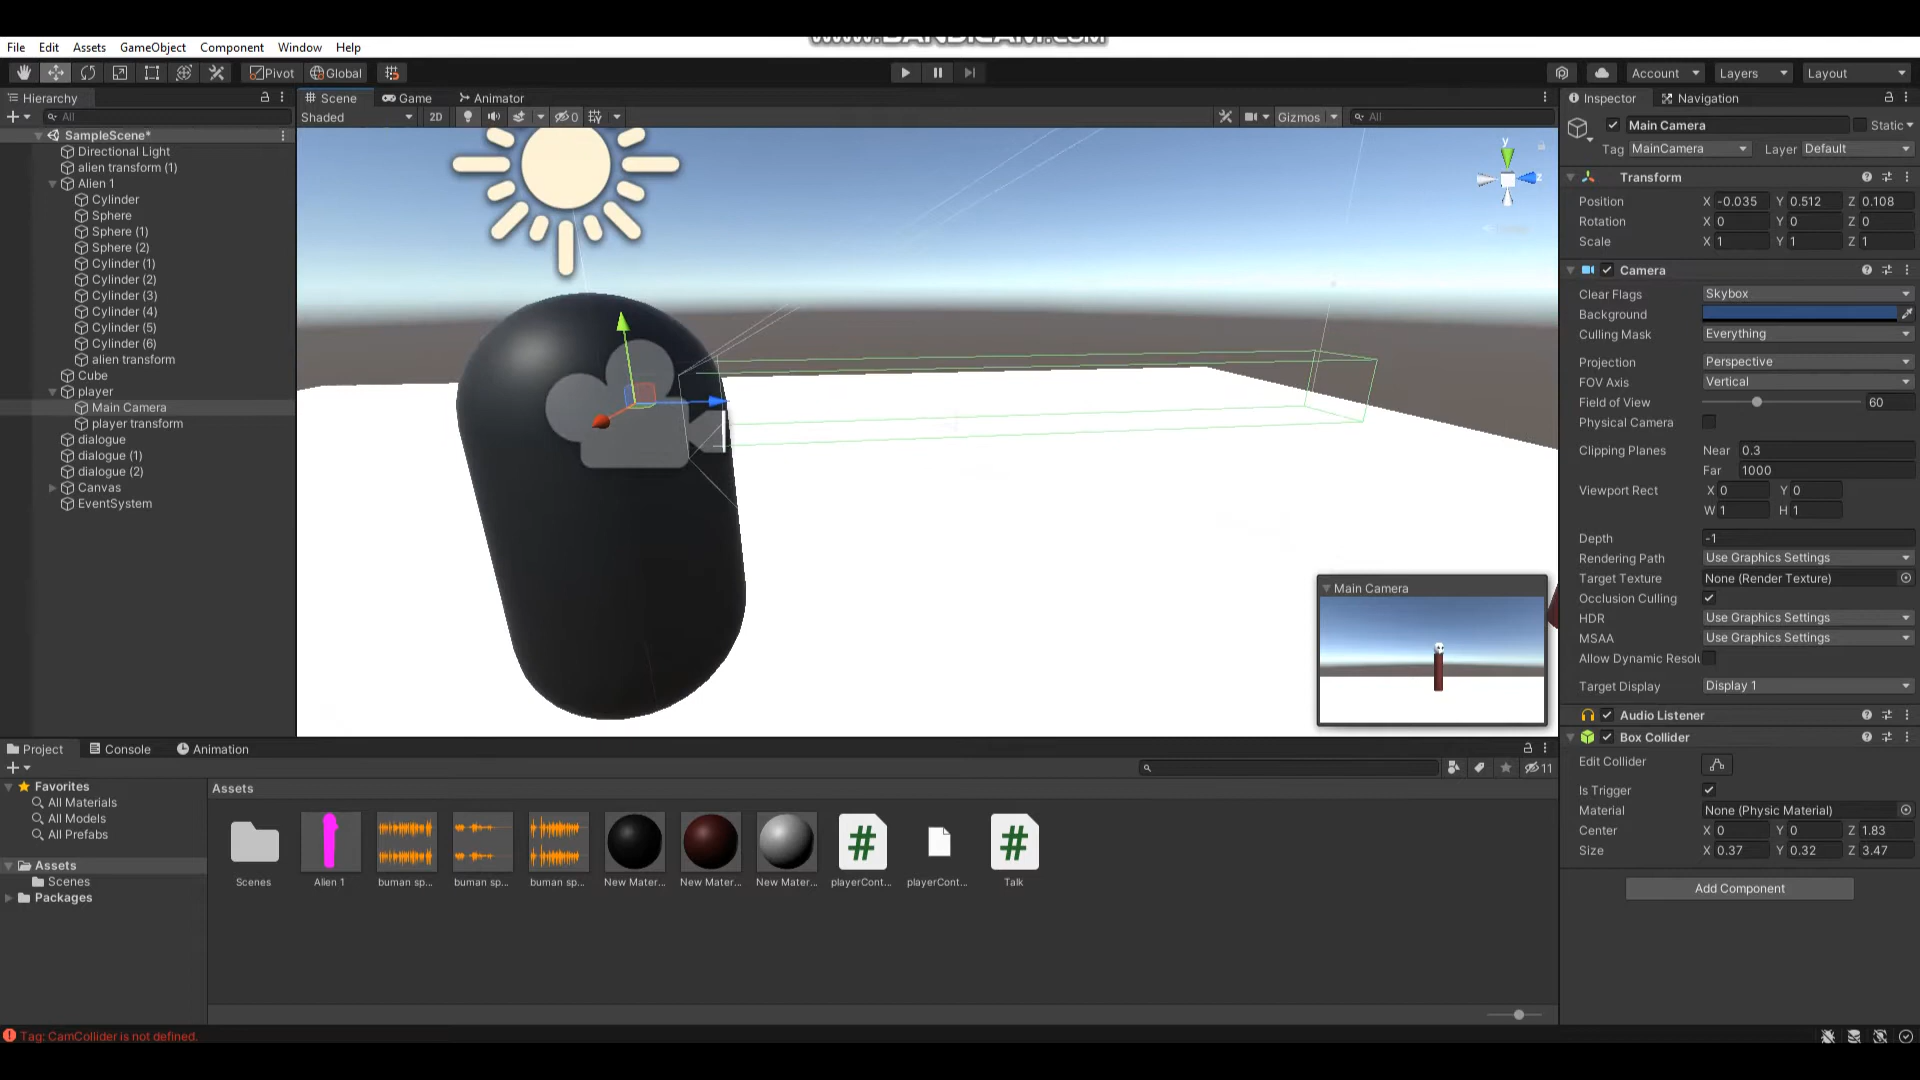 www.BANDICAM.com
File Edit Assets GameObject Component Window Help
Pivot Global Account Layers Layout
Hierarchy
All
SampleScene*
Directional Light
alien transform (1)
Alien 1
Cylinder
Sphere
Sphere (1)
Sphere (2)
Cylinder (1)
Cylinder (2)
Cylinder (3)
Cylinder (4)
Cylinder (5)
Cylinder (6)
alien transform
Cube
player
Main Camera
player transform
dialogue
dialogue (1)
dialogue (2)
Canvas
EventSystem
Scene Game Animator
Shaded 2D 0 Gizmos All
y
z
Main Camera
Inspector Navigation
Main Camera Static
Tag MainCamera Layer Default
Transform
Position X -0.035 Y 0.512 Z 0.108
Rotation X 0 Y 0 Z 0
Scale X 1 Y 1 Z 1
Camera
Clear Flags Skybox
Background
Culling Mask Everything
Projection Perspective
FOV Axis Vertical
Field of View 60
Physical Camera
Clipping Planes Near 0.3
Far 1000
Viewport Rect X 0 Y 0
W 1 H 1
Depth -1
Rendering Path Use Graphics Settings
Target Texture None (Render Texture)
Occlusion Culling
HDR Use Graphics Settings
MSAA Use Graphics Settings
Allow Dynamic Resolu
Target Display Display 1
Audio Listener
Box Collider
Edit Collider
Is Trigger
Material None (Physic Material)
Center X 0 Y 0 Z 1.83
Size X 0.37 Y 0.32 Z 3.47
Add Component
Project Console Animation
11
Favorites
All Materials
All Models
All Prefabs
Assets
Scenes
Packages
Assets
Scenes Alien 1 buman sp... buman sp... buman sp... New Mater... New Mater... New Mater... playerCont... playerCont... Talk
Tag: CamCollider is not defined.